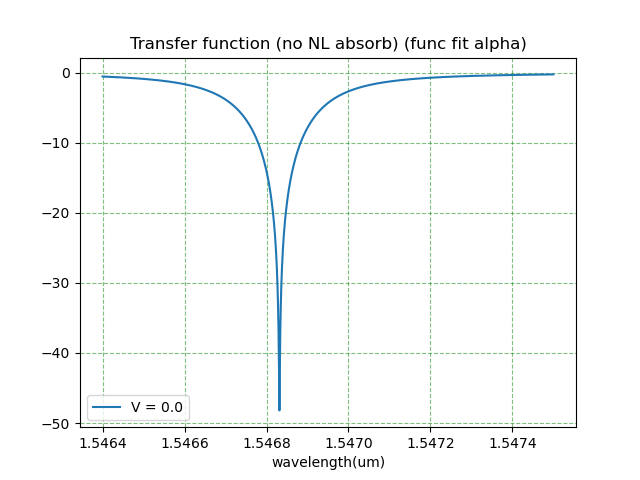 Transfer function (no NL absorb) (func fit alpha)
0
−10
−20
−30
−40
−50
V = 0.0
1.5464 1.5466 1.5468 1.5470 1.5472 1.5474
wavelength(um)